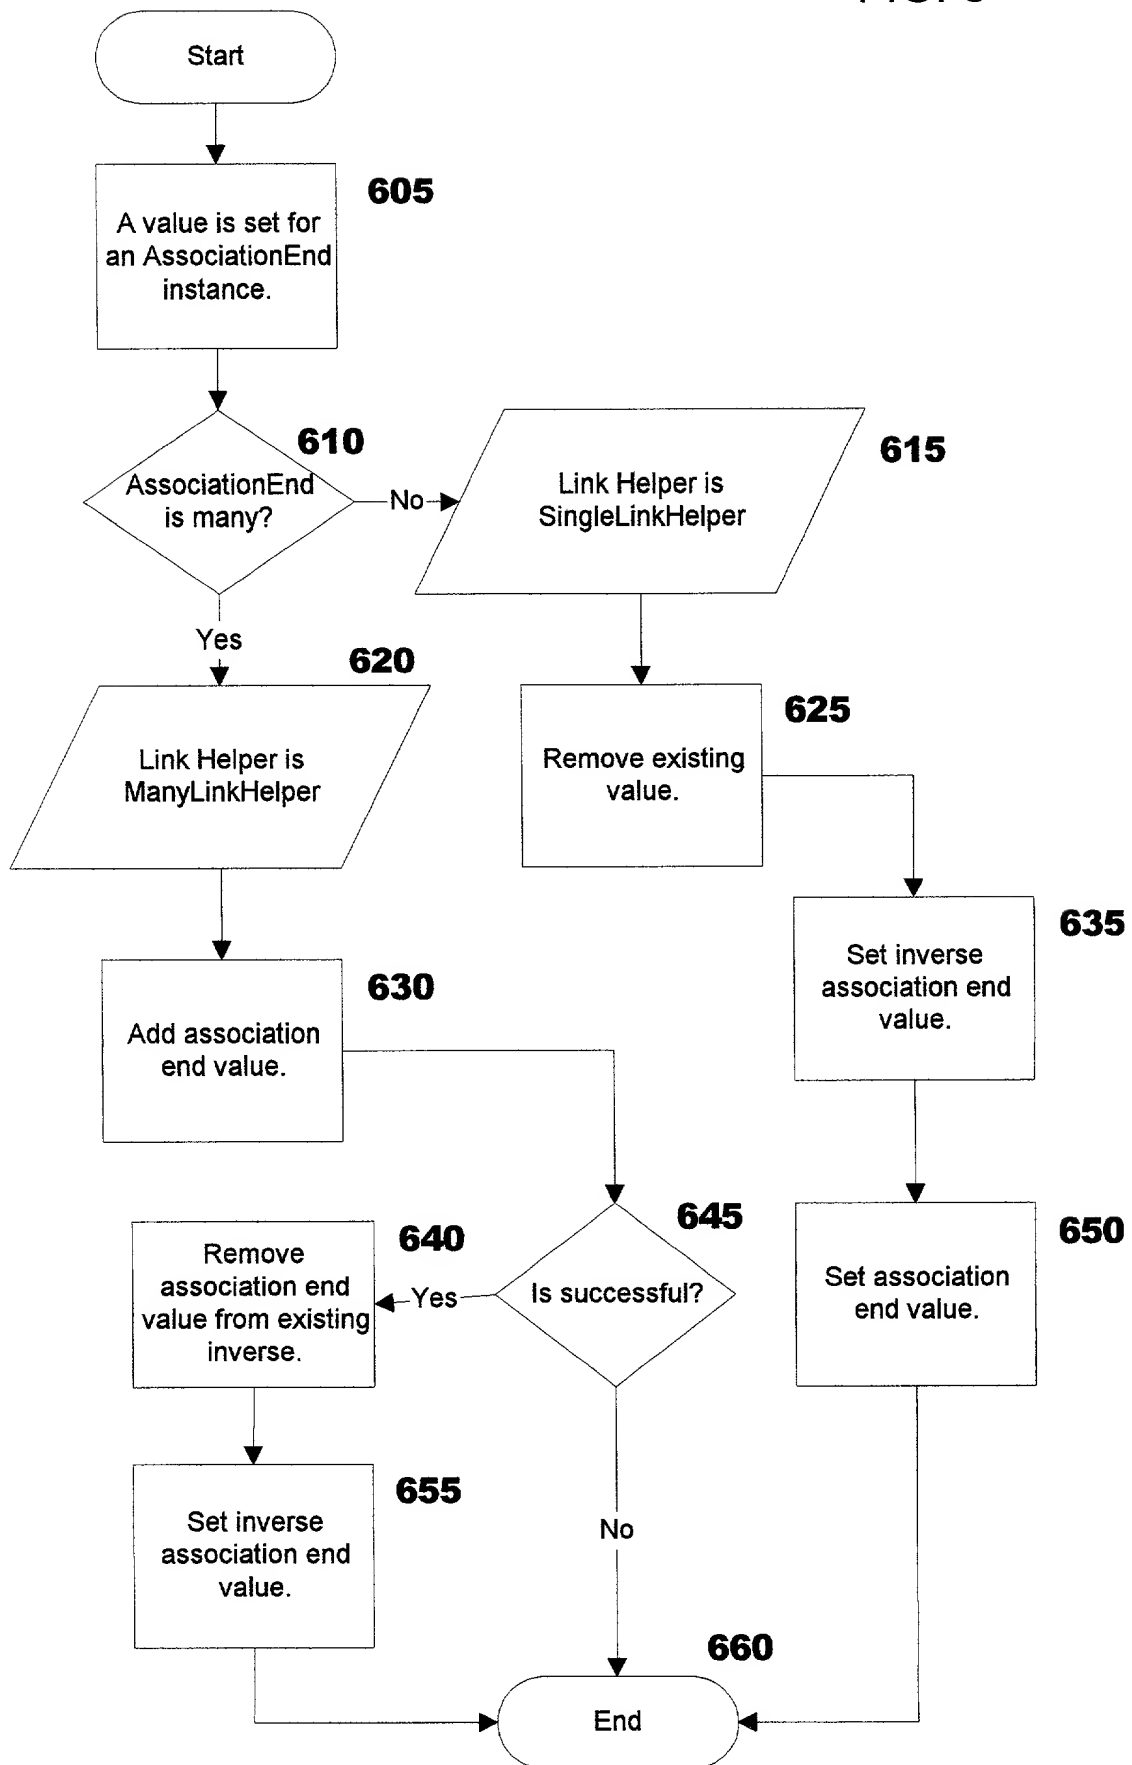 Start
605
A value is set for
an AssociationEnd
instance.
610
AssociationEnd
is many?
No
615
Link Helper is
SingleLinkHelper
Yes
620
Link Helper is
ManyLinkHelper
625
Remove existing
value.
630
Add association
end value.
635
Set inverse
association end
value.
640
Remove
association end
value from existing
inverse.
Yes
645
Is successful?
650
Set association
end value.
655
Set inverse
association end
value.
No
660
End